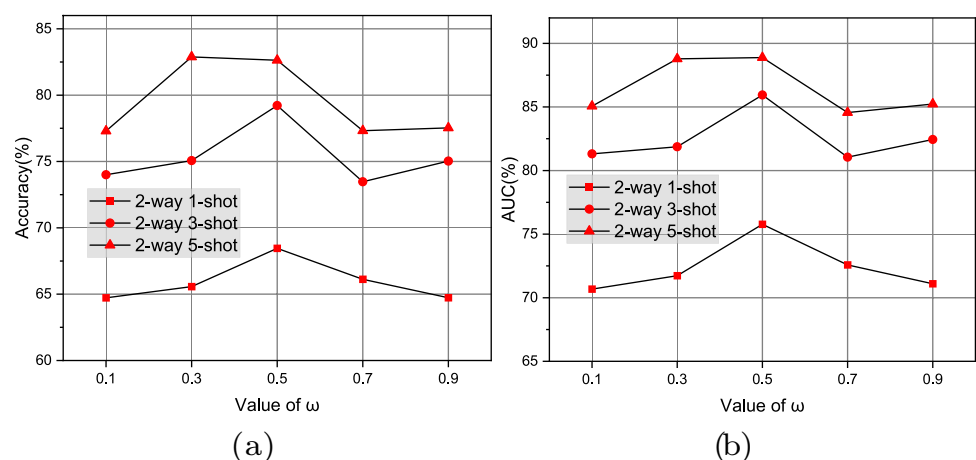 85
80
75
70
65
60
Accuracy(%)
2-way 1-shot
2-way 3-shot
2-way 5-shot
0.1 0.3 0.5 0.7 0.9
Value of ω
(a)
90
85
80
75
70
65
AUC(%)
2-way 1-shot
2-way 3-shot
2-way 5-shot
0.1 0.3 0.5 0.7 0.9
Value of ω
(b)